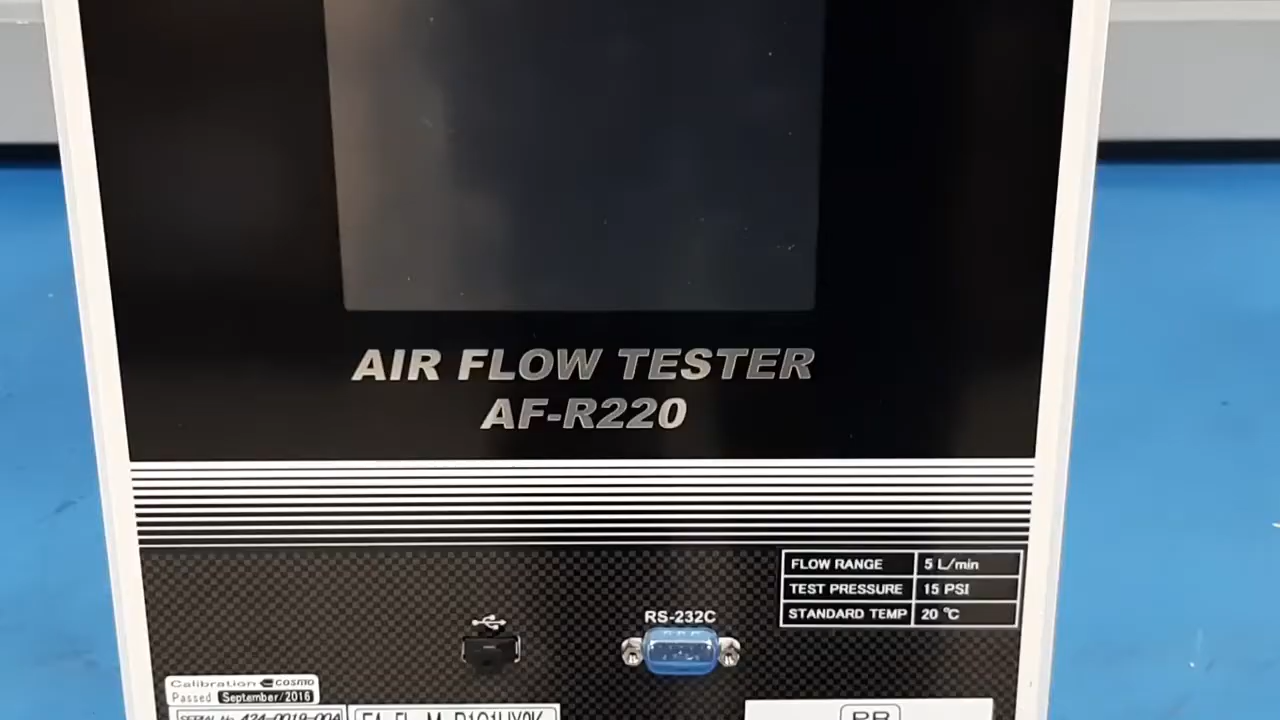 AIR FLOW TESTER
AF-R220
FLOW RANGE 5 L/min
TEST PRESSURE 15 PSI
STANDARD TEMP 20 °C
RS-232C
Calibration COSMO
Passed September/2016